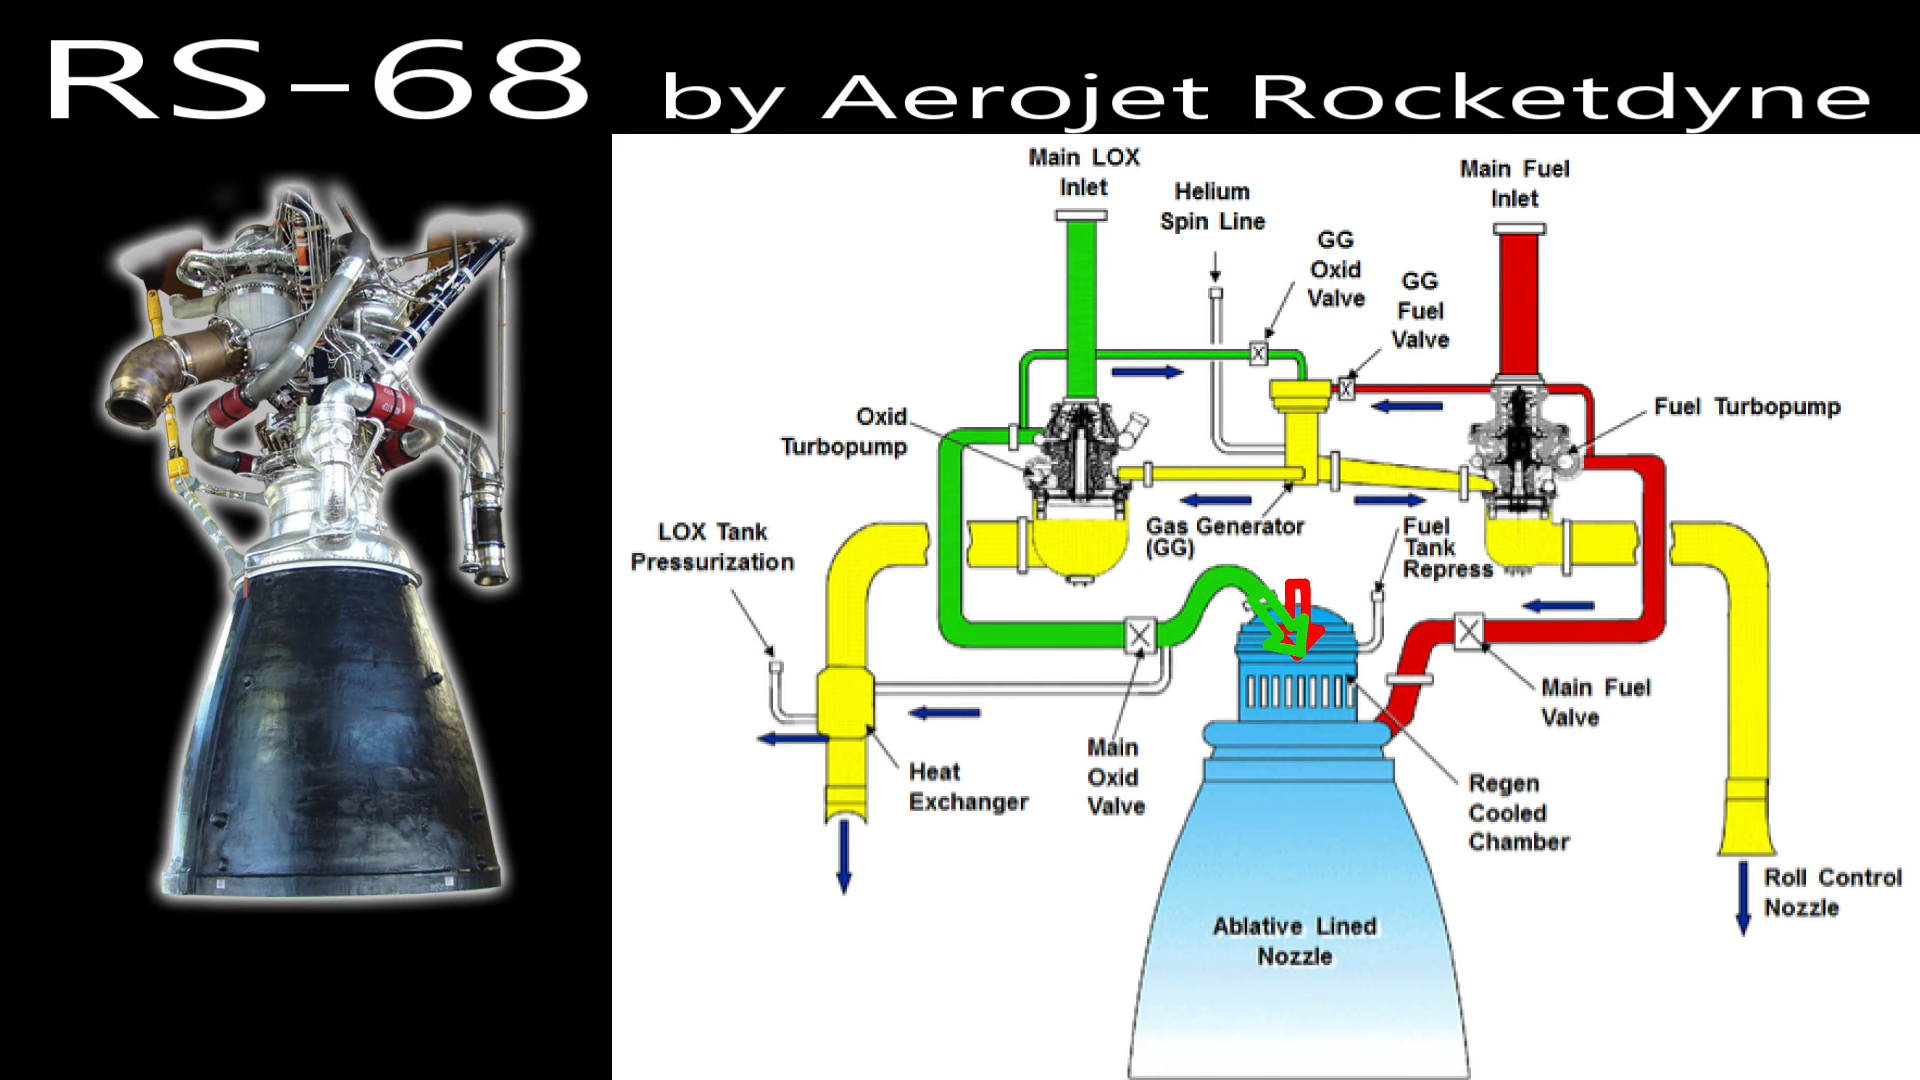 RS-68 by Aerojet Rocketdyne
Main LOX
Inlet
Helium
Spin Line
GG
Oxid
Valve
GG
Fuel
Valve
Main Fuel
Inlet
Oxid
Turbopump
Fuel Turbopump
LOX Tank
Pressurization
Gas Generator
(GG)
Fuel
Tank
Repress
Heat
Exchanger
Main
Oxid
Valve
Main Fuel
Valve
Regen
Cooled
Chamber
Roll Control
Nozzle
Ablative Lined
Nozzle